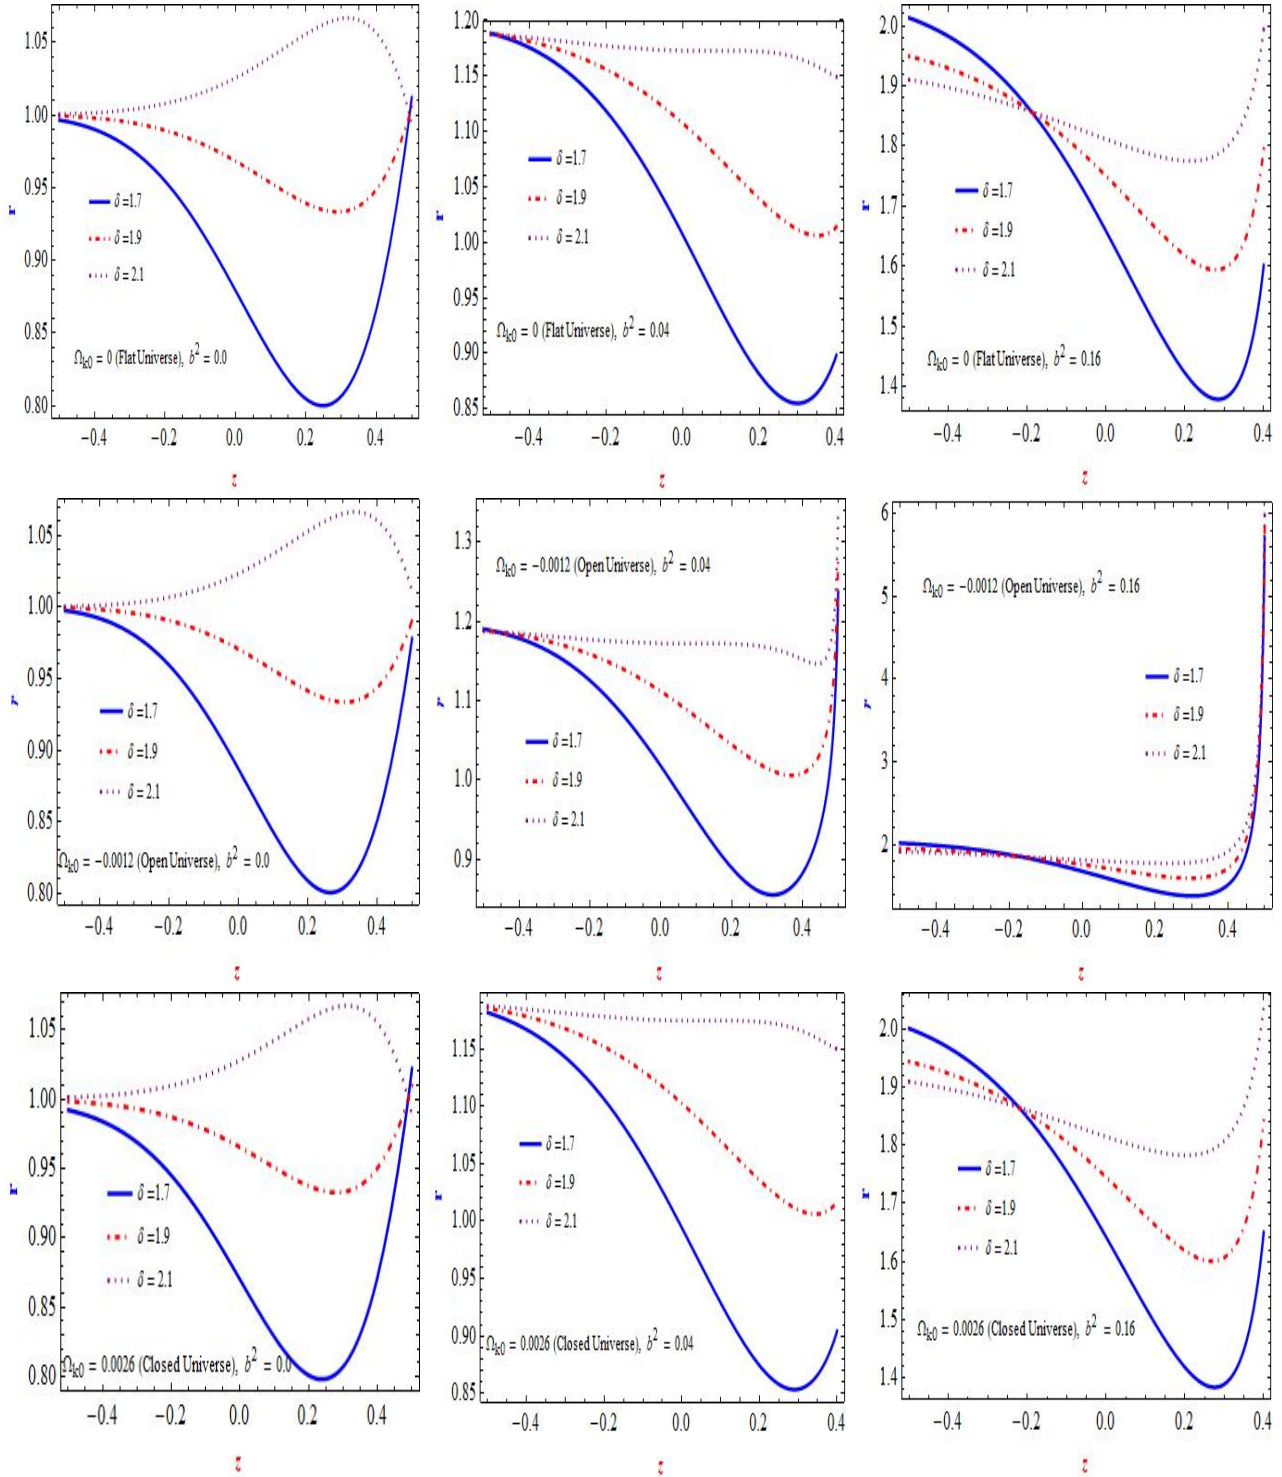 1.05
1.00
0.95
0.90
0.85
0.80
r
δ =1.7
δ =1.9
δ = 2.1
Ω_k0 = 0 (Flat Universe), b² = 0.0
−0.4 −0.2 0.0 0.2 0.4
z
1.20
1.15
1.10
1.05
1.00
0.95
0.90
0.85
r
δ =1.7
δ =1.9
δ = 2.1
Ω_k0 = 0 (Flat Universe), b² = 0.04
−0.4 −0.2 0.0 0.2 0.4
z
2.0
1.9
1.8
1.7
1.6
1.5
1.4
r
δ =1.7
δ =1.9
δ = 2.1
Ω_k0 = 0 (Flat Universe), b² = 0.16
−0.4 −0.2 0.0 0.2 0.4
z
1.05
1.00
0.95
0.90
0.85
0.80
r
δ =1.7
δ =1.9
δ = 2.1
Ω_k0 = −0.0012 (Open Universe), b² = 0.0
−0.4 −0.2 0.0 0.2 0.4
z
1.3
1.2
1.1
1.0
0.9
r
Ω_k0 = −0.0012 (Open Universe), b² = 0.04
δ =1.7
δ =1.9
δ = 2.1
−0.4 −0.2 0.0 0.2 0.4
z
6
5
4
3
2
r
Ω_k0 = −0.0012 (Open Universe), b² = 0.16
δ =1.7
δ =1.9
δ = 2.1
−0.4 −0.2 0.0 0.2 0.4
z
1.05
1.00
0.95
0.90
0.85
0.80
r
δ =1.7
δ =1.9
δ = 2.1
Ω_k0 = 0.0026 (Closed Universe), b² = 0.0
−0.4 −0.2 0.0 0.2 0.4
z
1.15
1.10
1.05
1.00
0.95
0.90
0.85
r
δ =1.7
δ =1.9
δ = 2.1
Ω_k0 = 0.0026 (Closed Universe), b² = 0.04
−0.4 −0.2 0.0 0.2 0.4
z
2.0
1.9
1.8
1.7
1.6
1.5
1.4
r
δ =1.7
δ =1.9
δ = 2.1
Ω_k0 = 0.0026 (Closed Universe), b² = 0.16
−0.4 −0.2 0.0 0.2 0.4
z